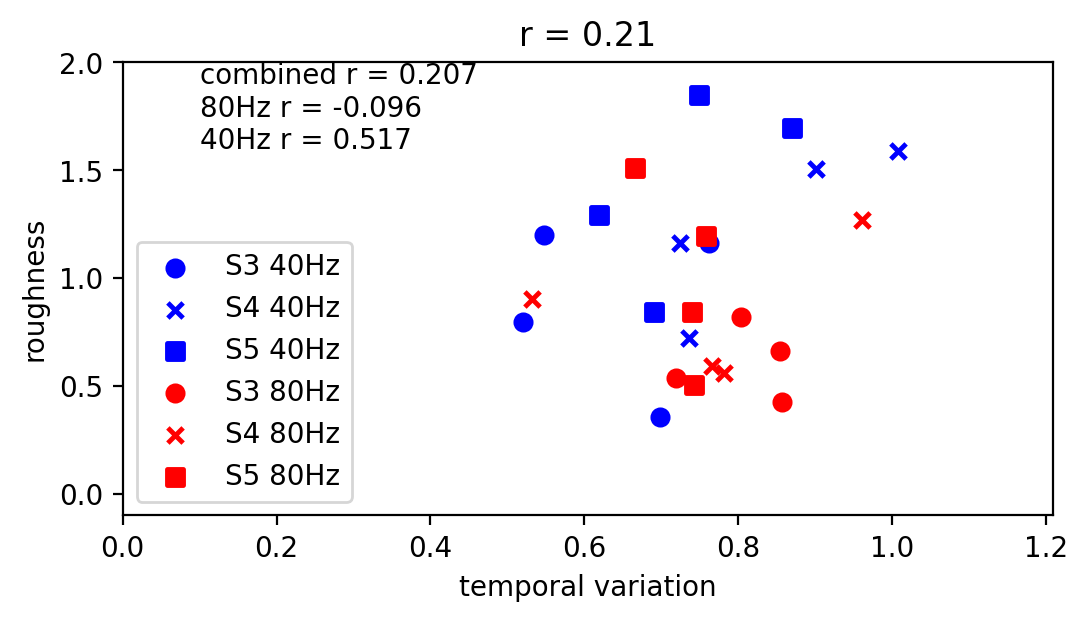 r = 0.21
combined r = 0.207
80Hz r = -0.096
40Hz r = 0.517
2.0
1.5
1.0
0.5
0.0
roughness
S3 40Hz
S4 40Hz
S5 40Hz
S3 80Hz
S4 80Hz
S5 80Hz
0.0 0.2 0.4 0.6 0.8 1.0 1.2
temporal variation